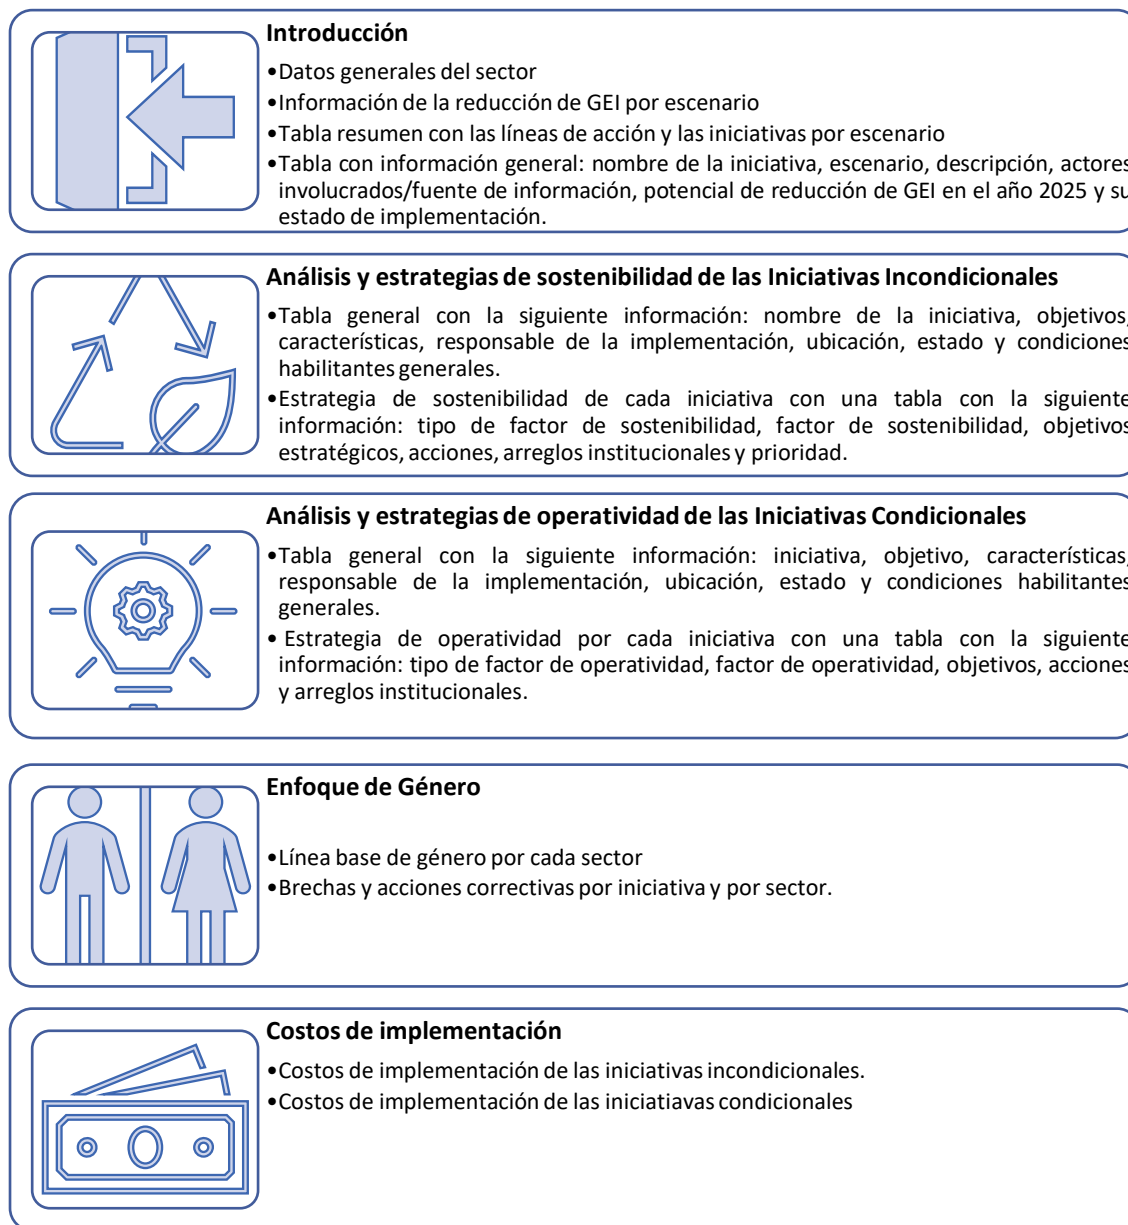 Introducción
•Datos generales del sector
•Información de la reducción de GEI por escenario
•Tabla resumen con las líneas de acción y las iniciativas por escenario
•Tabla con información general: nombre de la iniciativa, escenario, descripción, actores
involucrados/fuente de información, potencial de reducción de GEI en el año 2025 y su
estado de implementación.
Análisis y estrategias de sostenibilidad de las Iniciativas Incondicionales
•Tabla general con la siguiente información: nombre de la iniciativa, objetivos,
características, responsable de la implementación, ubicación, estado y condiciones
habilitantes generales.
•Estrategia de sostenibilidad de cada iniciativa con una tabla con la siguiente
información: tipo de factor de sostenibilidad, factor de sostenibilidad, objetivos
estratégicos, acciones, arreglos institucionales y prioridad.
Análisis y estrategias de operatividad de las Iniciativas Condicionales
•Tabla general con la siguiente información: iniciativa, objetivo, características,
responsable de la implementación, ubicación, estado y condiciones habilitantes
generales.
• Estrategia de operatividad por cada iniciativa con una tabla con la siguiente
información: tipo de factor de operatividad, factor de operatividad, objetivos, acciones
y arreglos institucionales.
Enfoque de Género
•Línea base de género por cada sector
•Brechas y acciones correctivas por iniciativa y por sector.
Costos de implementación
•Costos de implementación de las iniciativas incondicionales.
•Costos de implementación de las iniciatiavas condicionales